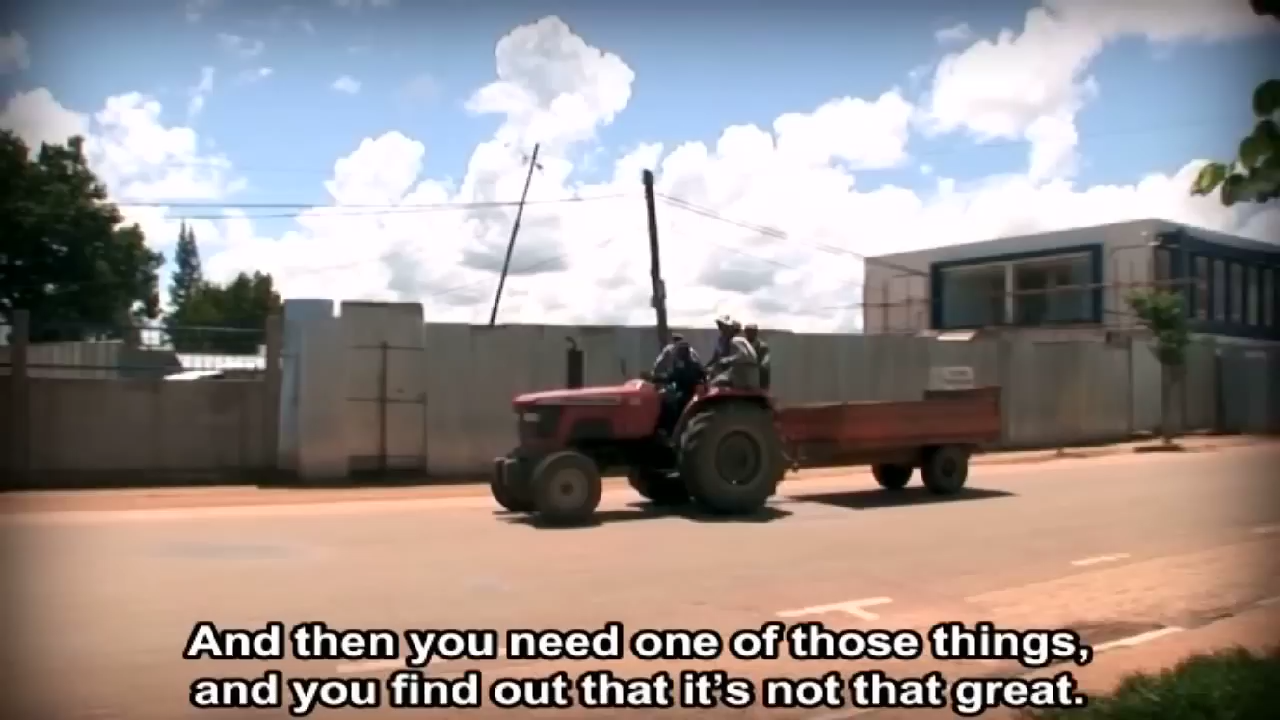 And then you need one of those things,
and you find out that it's not that great.